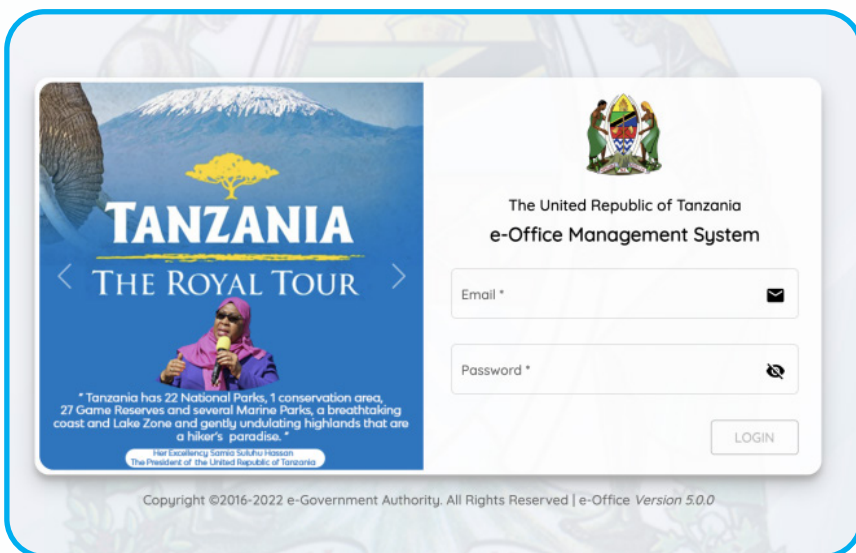 TANZANIA
THE ROYAL TOUR
" Tanzania has 22 National Parks, 1 conservation area,
27 Game Reserves and several Marine Parks, a breathtaking
coast and Lake Zone and gently undulating highlands that are
a hiker's paradise. "
Her Excellency Samia Suluhu Hassan
The President of the United Republic of Tanzania
The United Republic of Tanzania
e-Office Management System
Email *
Password *
LOGIN
Copyright ©2016-2022 e-Government Authority. All Rights Reserved | e-Office Version 5.0.0